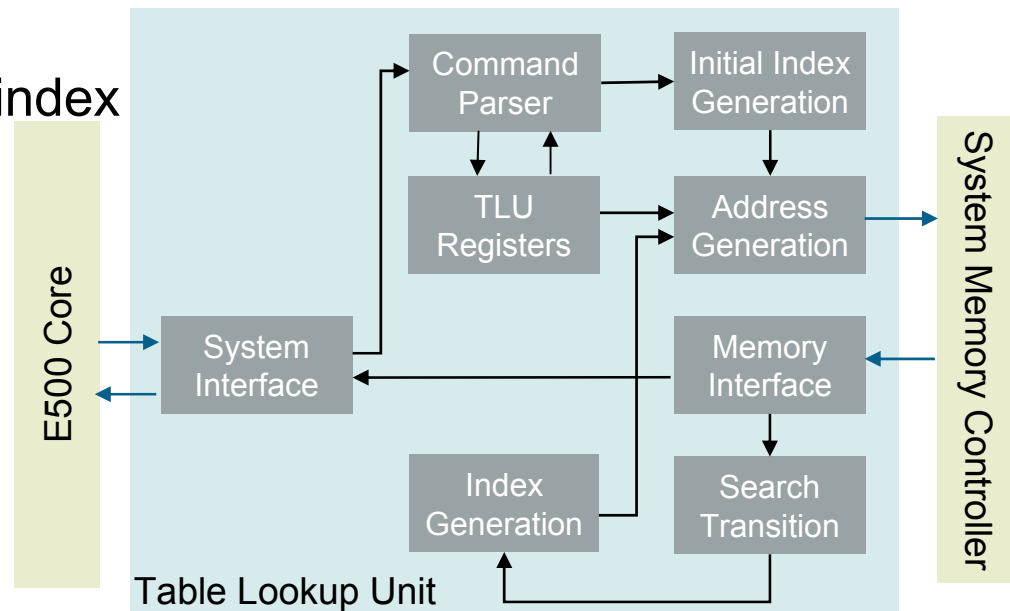 index
Command
Parser
Initial Index
Generation
TLU
Registers
Address
Generation
E500 Core
System
Interface
Memory
Interface
System Memory Controller
Index
Generation
Search
Transition
Table Lookup Unit